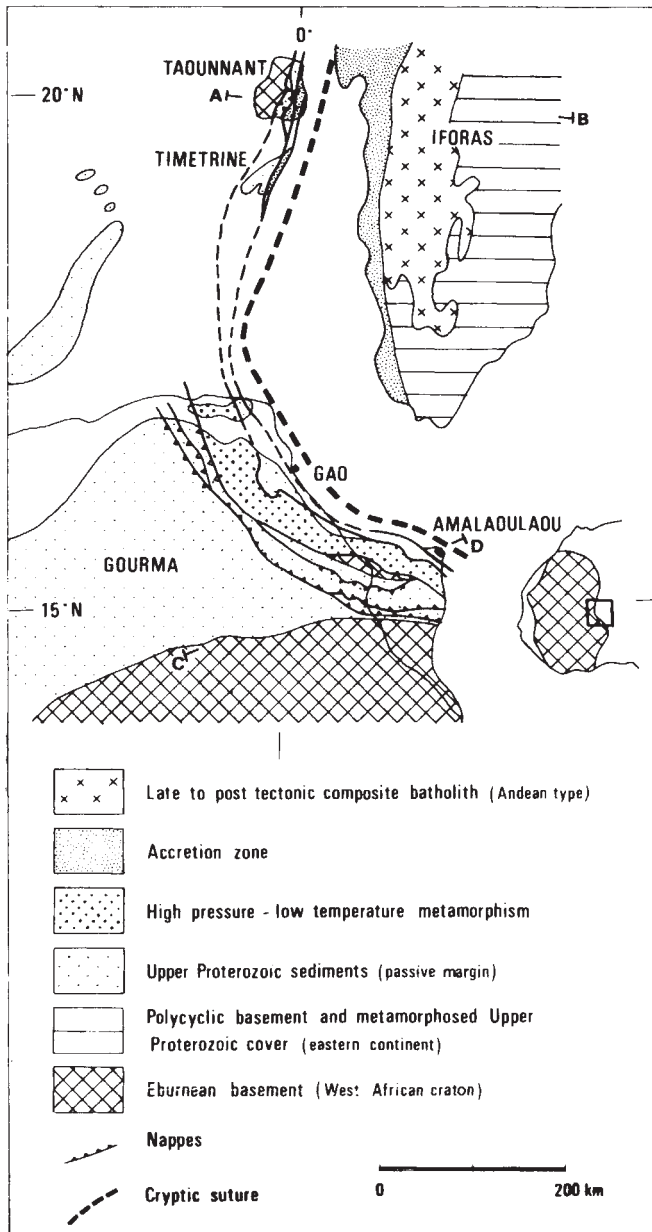 0°
TAOUNNANT
20°N
A
B
IFORAS
TIMETRINE
GAO
AMALAOULAOU
D
GOURMA
15°N
C
Late to post tectonic composite batholith (Andean type)
Accretion zone
High pressure - low temperature metamorphism
Upper Proterozoic sediments (passive margin)
Polycyclic basement and metamorphosed Upper
Proterozoic cover (eastern continent)
Eburnean basement (West African craton)
Nappes
Cryptic suture
0 200 km